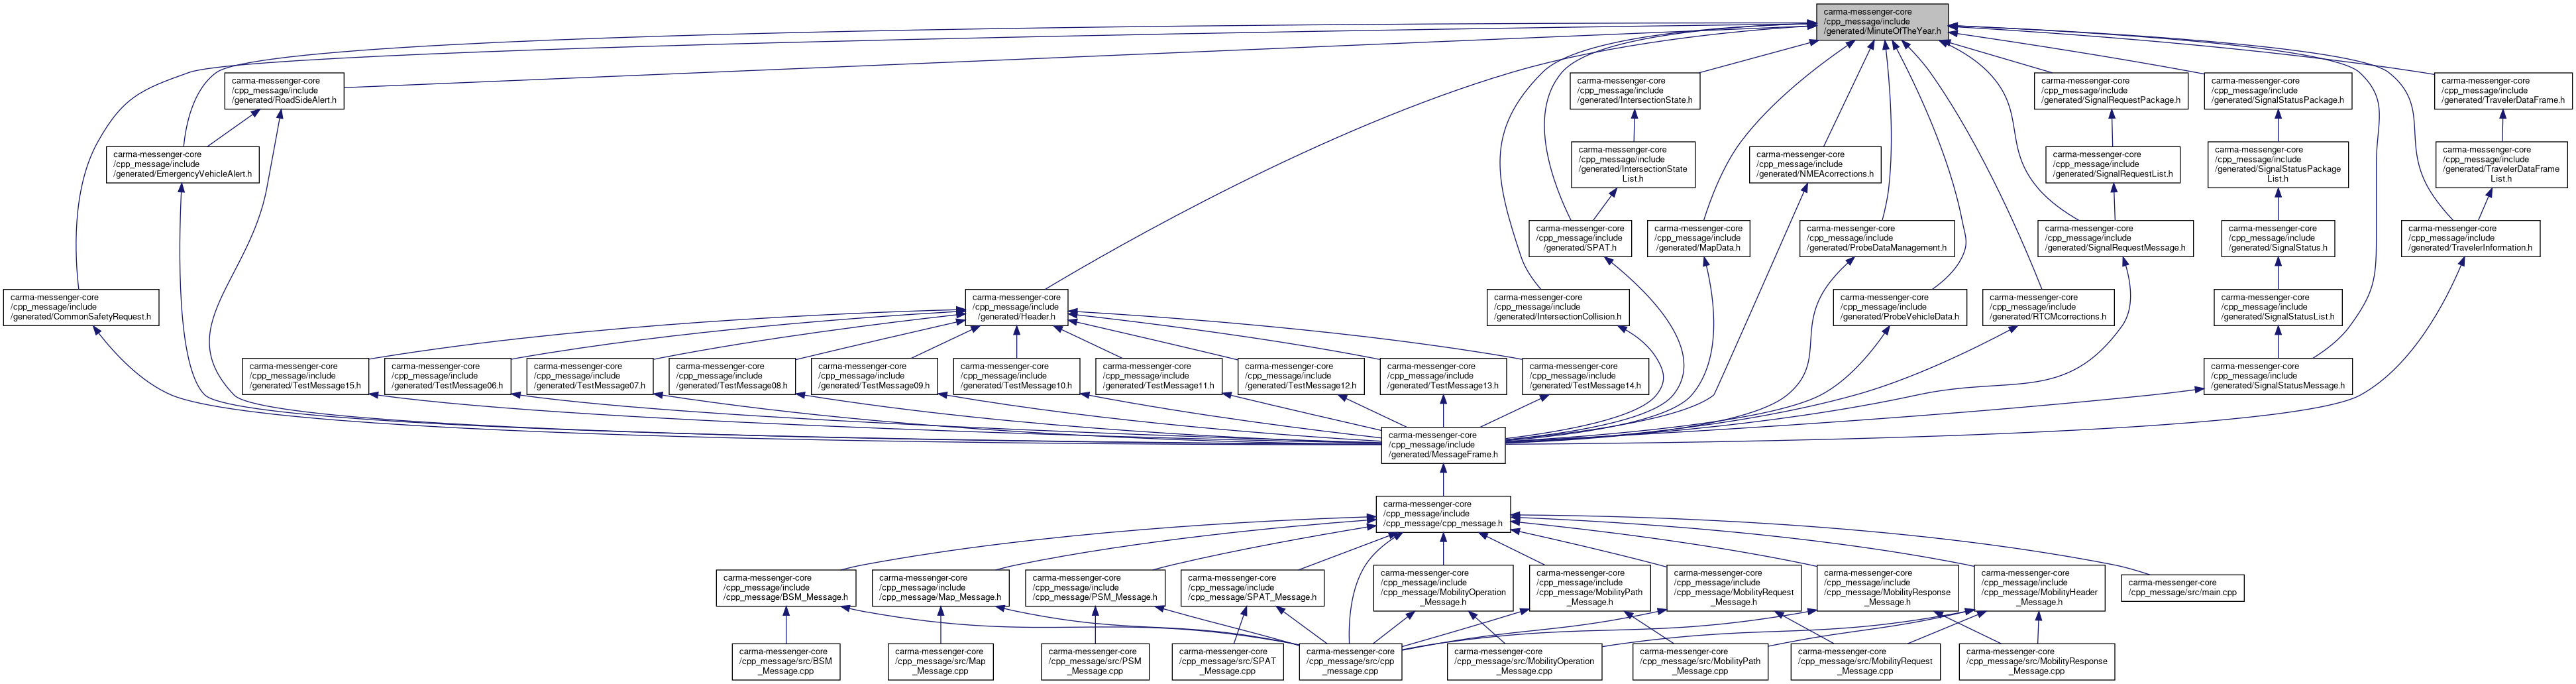 carma-messenger-core
/cpp_message/include
/generated/MinuteOfTheYear.h
carma-messenger-core
/cpp_message/include
/generated/RoadSideAlert.h
carma-messenger-core
/cpp_message/include
/generated/IntersectionState.h
carma-messenger-core
/cpp_message/include
/generated/SignalRequestPackage.h
carma-messenger-core
/cpp_message/include
/generated/SignalStatusPackage.h
carma-messenger-core
/cpp_message/include
/generated/TravelerDataFrame.h
carma-messenger-core
/cpp_message/include
/generated/EmergencyVehicleAlert.h
carma-messenger-core
/cpp_message/include
/generated/IntersectionState
List.h
carma-messenger-core
/cpp_message/include
/generated/NMEAcorrections.h
carma-messenger-core
/cpp_message/include
/generated/SignalRequestList.h
carma-messenger-core
/cpp_message/include
/generated/SignalStatusPackage
List.h
carma-messenger-core
/cpp_message/include
/generated/TravelerDataFrame
List.h
carma-messenger-core
/cpp_message/include
/generated/SPAT.h
carma-messenger-core
/cpp_message/include
/generated/MapData.h
carma-messenger-core
/cpp_message/include
/generated/ProbeDataManagement.h
carma-messenger-core
/cpp_message/include
/generated/SignalRequestMessage.h
carma-messenger-core
/cpp_message/include
/generated/SignalStatus.h
carma-messenger-core
/cpp_message/include
/generated/TravelerInformation.h
carma-messenger-core
/cpp_message/include
/generated/CommonSafetyRequest.h
carma-messenger-core
/cpp_message/include
/generated/Header.h
carma-messenger-core
/cpp_message/include
/generated/IntersectionCollision.h
carma-messenger-core
/cpp_message/include
/generated/ProbeVehicleData.h
carma-messenger-core
/cpp_message/include
/generated/RTCMcorrections.h
carma-messenger-core
/cpp_message/include
/generated/SignalStatusList.h
carma-messenger-core
/cpp_message/include
/generated/TestMessage15.h
carma-messenger-core
/cpp_message/include
/generated/TestMessage06.h
carma-messenger-core
/cpp_message/include
/generated/TestMessage07.h
carma-messenger-core
/cpp_message/include
/generated/TestMessage08.h
carma-messenger-core
/cpp_message/include
/generated/TestMessage09.h
carma-messenger-core
/cpp_message/include
/generated/TestMessage10.h
carma-messenger-core
/cpp_message/include
/generated/TestMessage11.h
carma-messenger-core
/cpp_message/include
/generated/TestMessage12.h
carma-messenger-core
/cpp_message/include
/generated/TestMessage13.h
carma-messenger-core
/cpp_message/include
/generated/TestMessage14.h
carma-messenger-core
/cpp_message/include
/generated/SignalStatusMessage.h
carma-messenger-core
/cpp_message/include
/generated/MessageFrame.h
carma-messenger-core
/cpp_message/include
/cpp_message/cpp_message.h
carma-messenger-core
/cpp_message/include
/cpp_message/BSM_Message.h
carma-messenger-core
/cpp_message/include
/cpp_message/Map_Message.h
carma-messenger-core
/cpp_message/include
/cpp_message/PSM_Message.h
carma-messenger-core
/cpp_message/include
/cpp_message/SPAT_Message.h
carma-messenger-core
/cpp_message/include
/cpp_message/MobilityOperation
_Message.h
carma-messenger-core
/cpp_message/include
/cpp_message/MobilityPath
_Message.h
carma-messenger-core
/cpp_message/include
/cpp_message/MobilityRequest
_Message.h
carma-messenger-core
/cpp_message/include
/cpp_message/MobilityResponse
_Message.h
carma-messenger-core
/cpp_message/include
/cpp_message/MobilityHeader
_Message.h
carma-messenger-core
/cpp_message/src/main.cpp
carma-messenger-core
/cpp_message/src/BSM
_Message.cpp
carma-messenger-core
/cpp_message/src/Map
_Message.cpp
carma-messenger-core
/cpp_message/src/PSM
_Message.cpp
carma-messenger-core
/cpp_message/src/SPAT
_Message.cpp
carma-messenger-core
/cpp_message/src/cpp
_message.cpp
carma-messenger-core
/cpp_message/src/MobilityOperation
_Message.cpp
carma-messenger-core
/cpp_message/src/MobilityPath
_Message.cpp
carma-messenger-core
/cpp_message/src/MobilityRequest
_Message.cpp
carma-messenger-core
/cpp_message/src/MobilityResponse
_Message.cpp